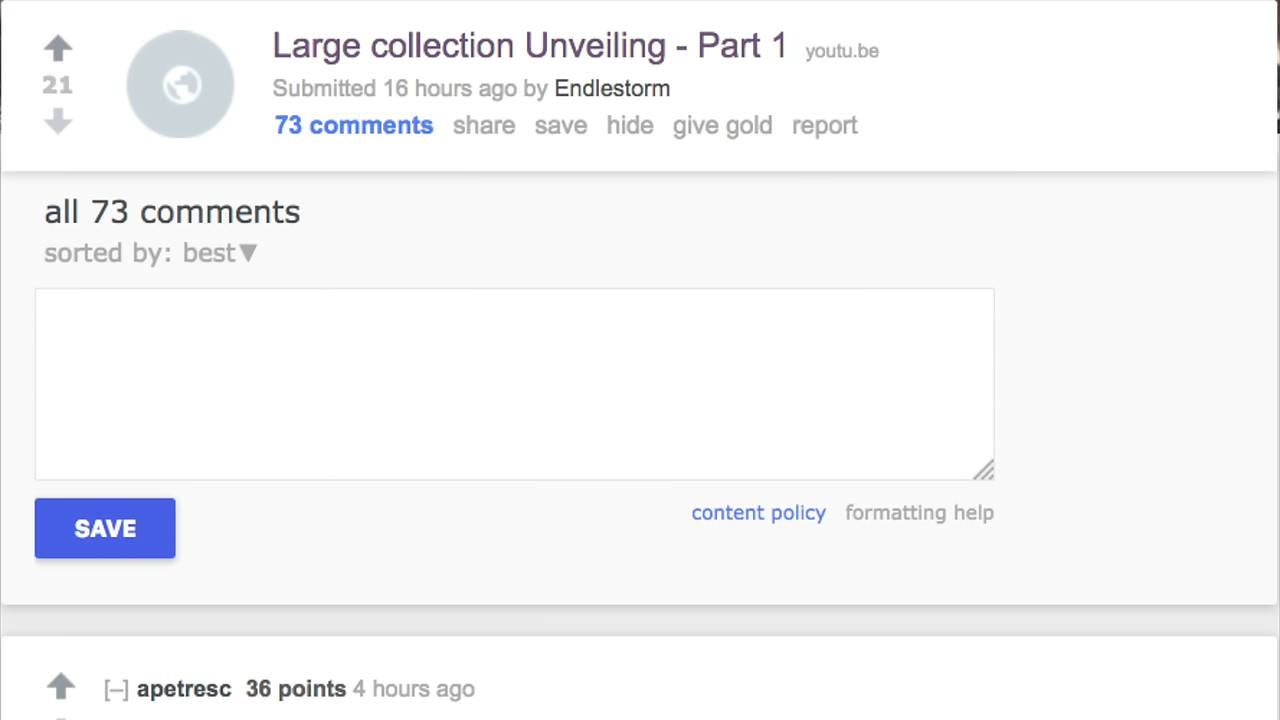 Large collection Unveiling - Part 1 youtu.be
21
Submitted 16 hours ago by Endlestorm
73 comments share save hide give gold report
all 73 comments
sorted by: best▼
SAVE
content policy formatting help
[–] apetresc 36 points 4 hours ago